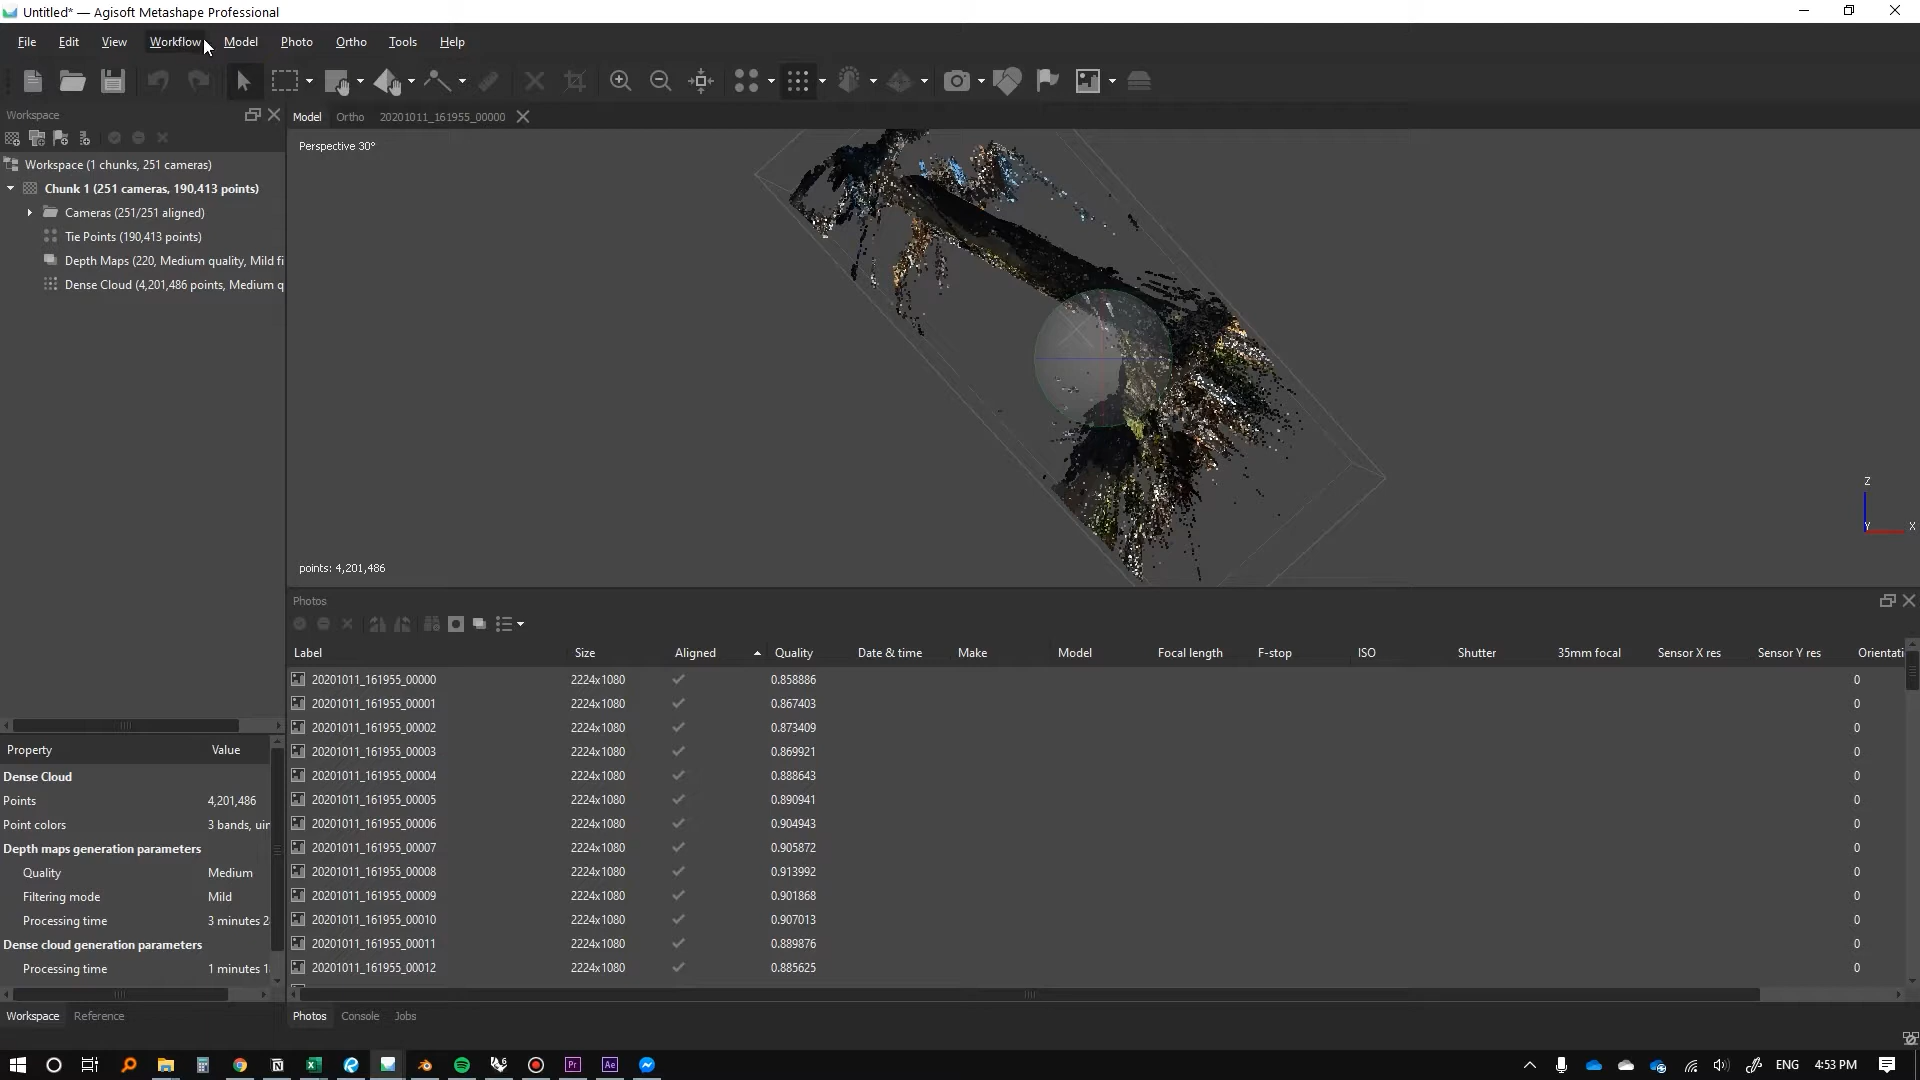 Untitled* — Agisoft Metashape Professional
File Edit View Workflow Model Photo Ortho Tools Help
Workspace
Model Ortho 20201011_161955_00000
Perspective 30°
Workspace (1 chunks, 251 cameras)
Chunk 1 (251 cameras, 190,413 points)
Cameras (251/251 aligned)
Tie Points (190,413 points)
Depth Maps (220, Medium quality, Mild fi
Dense Cloud (4,201,486 points, Medium q
Z
Y X
points: 4,201,486
Photos
Label Size Aligned Quality Date & time Make Model Focal length F-stop ISO Shutter 35mm focal Sensor X res Sensor Y res Orientati
20201011_161955_00000 2224x1080 0.858886 0
20201011_161955_00001 2224x1080 0.867403 0
20201011_161955_00002 2224x1080 0.873409 0
20201011_161955_00003 2224x1080 0.869921 0
20201011_161955_00004 2224x1080 0.888643 0
20201011_161955_00005 2224x1080 0.890941 0
20201011_161955_00006 2224x1080 0.904943 0
20201011_161955_00007 2224x1080 0.905872 0
20201011_161955_00008 2224x1080 0.913992 0
20201011_161955_00009 2224x1080 0.901868 0
20201011_161955_00010 2224x1080 0.907013 0
20201011_161955_00011 2224x1080 0.889876 0
20201011_161955_00012 2224x1080 0.885625 0
Property Value
Dense Cloud
Points 4,201,486
Point colors 3 bands, uin
Depth maps generation parameters
Quality Medium
Filtering mode Mild
Processing time 3 minutes 2
Dense cloud generation parameters
Processing time 1 minutes 1
Workspace Reference
Photos Console Jobs
Pr Ae
ENG 4:53 PM